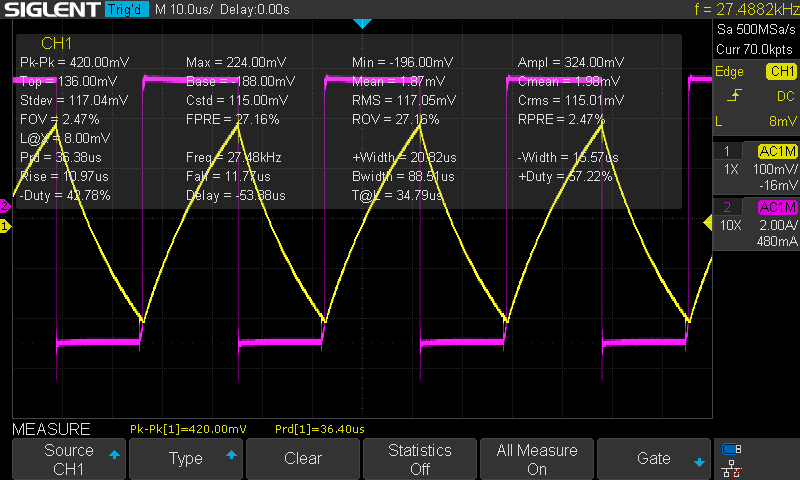 SIGLENT Trig'd M 10.0us/ Delay:0.00s f = 27.4882kHz
Sa 500MSa/s
Curr 70.0kpts
CH1
Pk-Pk = 420.00mV Max = 224.00mV Min = -196.00mV Ampl = 324.00mV
Top = 136.00mV Base = -188.00mV Mean = 1.87mV Cmean = 1.98mV
Stdev = 117.04mV Cstd = 115.00mV RMS = 117.05mV Crms = 115.01mV
FOV = 2.47% FPRE = 27.16% ROV = 27.16% RPRE = 2.47%
L@X = 8.00mV
Prd = 36.38us Freq = 27.48kHz +Width = 20.82us -Width = 15.57us
Rise = 10.97us Fall = 11.77us Bwidth = 88.51us +Duty = 57.22%
-Duty = 42.78% Delay = -53.88us T@L = 34.79us
Edge CH1
DC
L 8mV
1 AC1M
1X 100mV/
-16mV
2 AC1M
10X 2.00A/
480mA
2
1
MEASURE Pk-Pk[1]=420.00mV Prd[1]=36.40us
Source
CH1
Type
Clear
Statistics
Off
All Measure
On
Gate